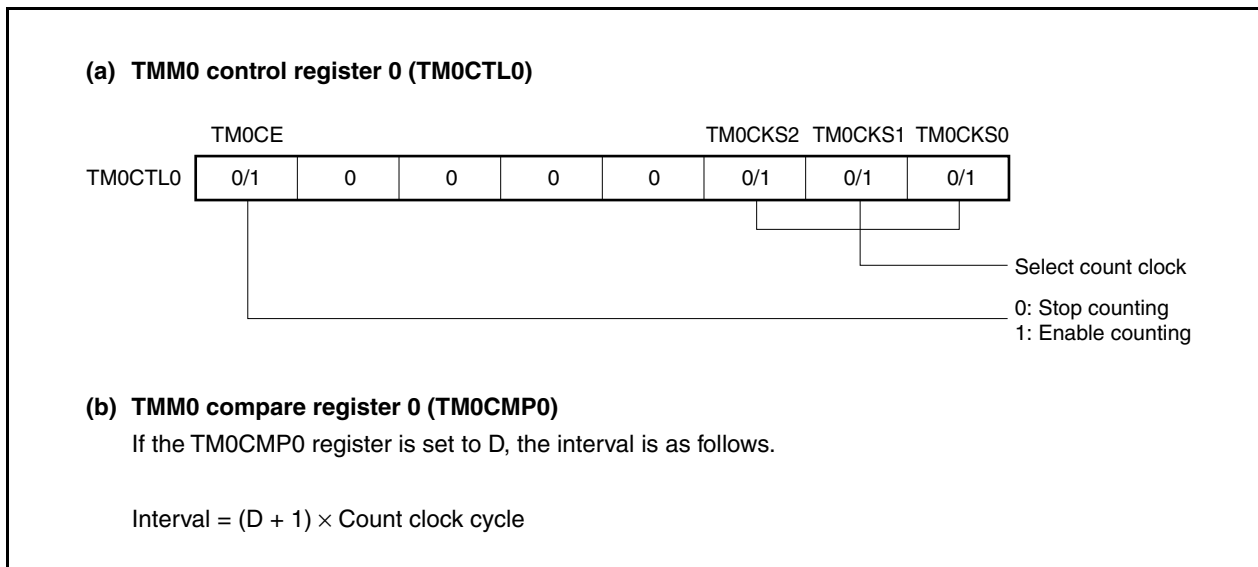 (a) TMM0 control register 0 (TM0CTL0)
TM0CE TM0CKS2 TM0CKS1 TM0CKS0
TM0CTL0 0/1 0 0 0 0 0/1 0/1 0/1
Select count clock
0: Stop counting
1: Enable counting
(b) TMM0 compare register 0 (TM0CMP0)
If the TM0CMP0 register is set to D, the interval is as follows.
Interval = (D + 1) × Count clock cycle